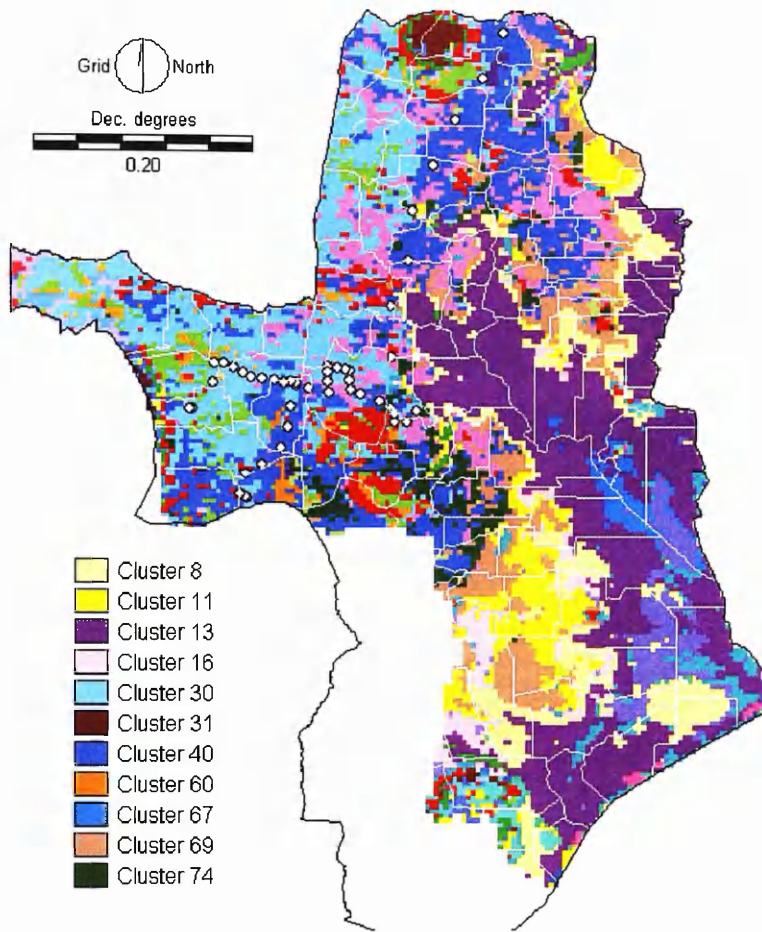 Grid North
Dec. degrees
0.20
Cluster 8
Cluster 11
Cluster 13
Cluster 16
Cluster 30
Cluster 31
Cluster 40
Cluster 60
Cluster 67
Cluster 69
Cluster 74